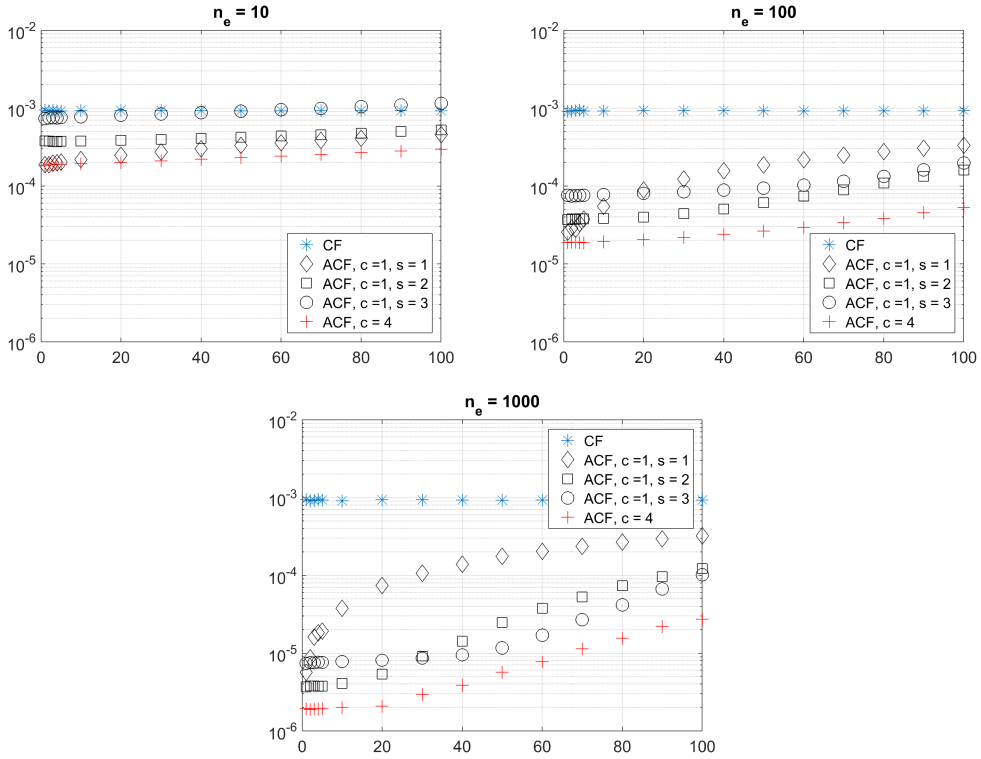 n_e = 10
10^-2
10^-3
10^-4
10^-5
10^-6
0 20 40 60 80 100
CF
ACF, c =1, s = 1
ACF, c =1, s = 2
ACF, c =1, s = 3
ACF, c = 4
n_e = 100
10^-2
10^-3
10^-4
10^-5
10^-6
0 20 40 60 80 100
CF
ACF, c =1, s = 1
ACF, c =1, s = 2
ACF, c =1, s = 3
ACF, c = 4
n_e = 1000
10^-2
10^-3
10^-4
10^-5
10^-6
0 20 40 60 80 100
CF
ACF, c =1, s = 1
ACF, c =1, s = 2
ACF, c =1, s = 3
ACF, c = 4